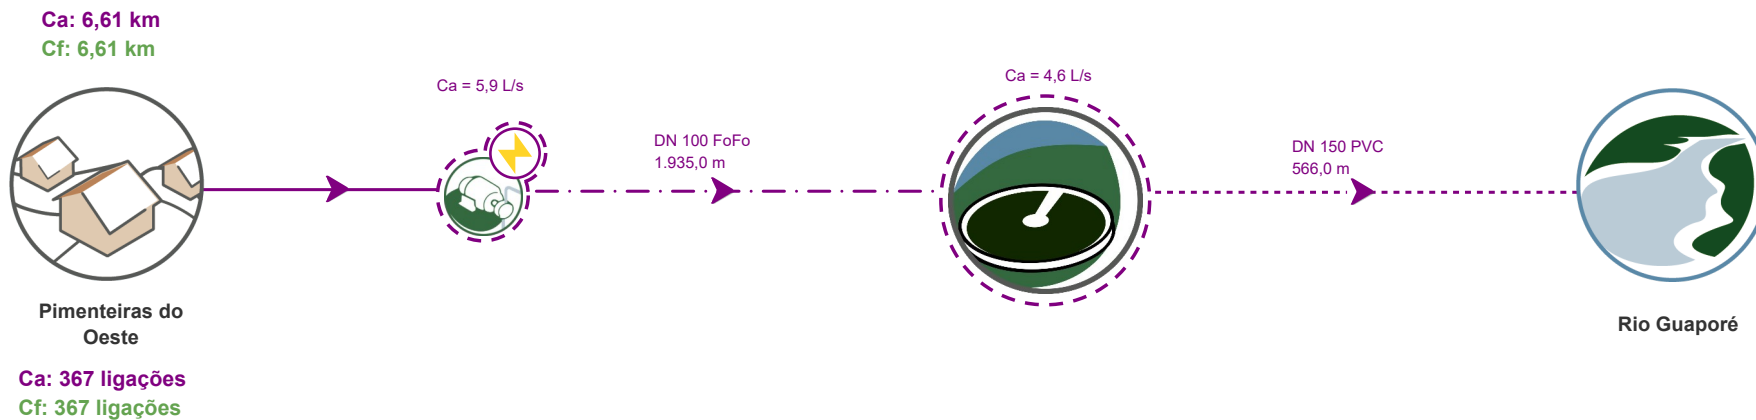 Ca: 6,61 km
Cf: 6,61 km
Ca = 5,9 L/s
DN 100 FoFo
1.935,0 m
Ca = 4,6 L/s
DN 150 PVC
566,0 m
Pimenteiras do
Oeste
Rio Guaporé
Ca: 367 ligações
Cf: 367 ligações